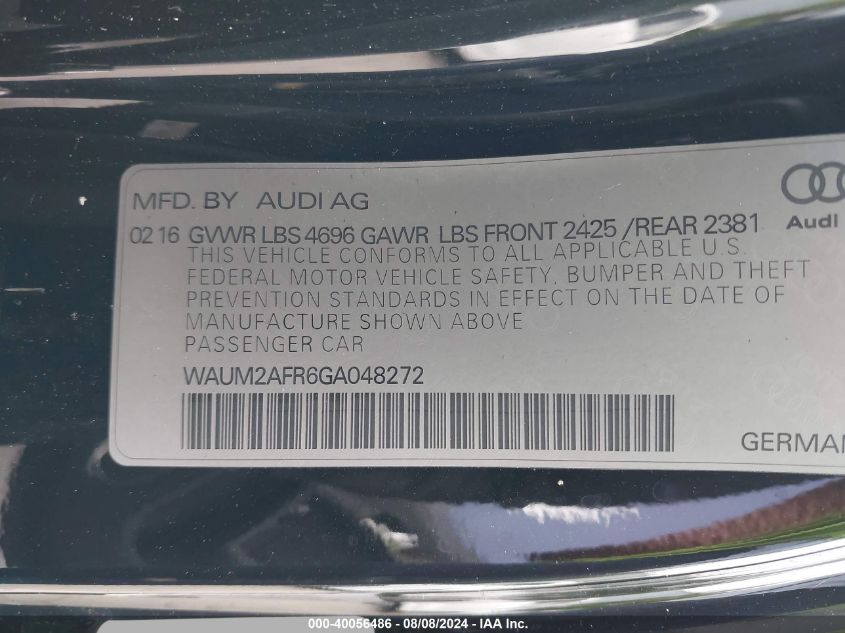 MFD. BY AUDI AG
Audi
02 16 GVWR LBS 4696 GAWR LBS FRONT 2425 /REAR 2381
THIS VEHICLE CONFORMS TO ALL APPLICABLE U.S.
FEDERAL MOTOR VEHICLE SAFETY, BUMPER AND THEFT
PREVENTION STANDARDS IN EFFECT ON THE DATE OF
MANUFACTURE SHOWN ABOVE
PASSENGER CAR
WAUM2AFR6GA048272
GERMAN
000-40056486 - 08/08/2024 - IAA Inc.